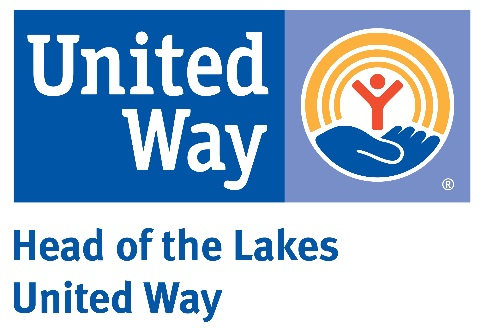 United
Way
®
Head of the Lakes
United Way